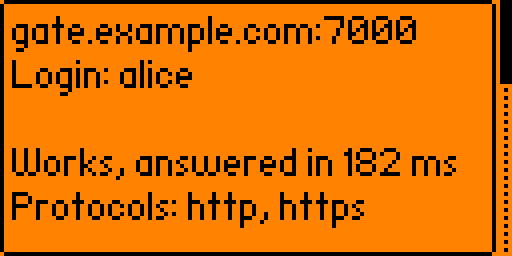 gate.example.com:7000
Login: alice
Works, answered in 182 ms
Protocols: http, https